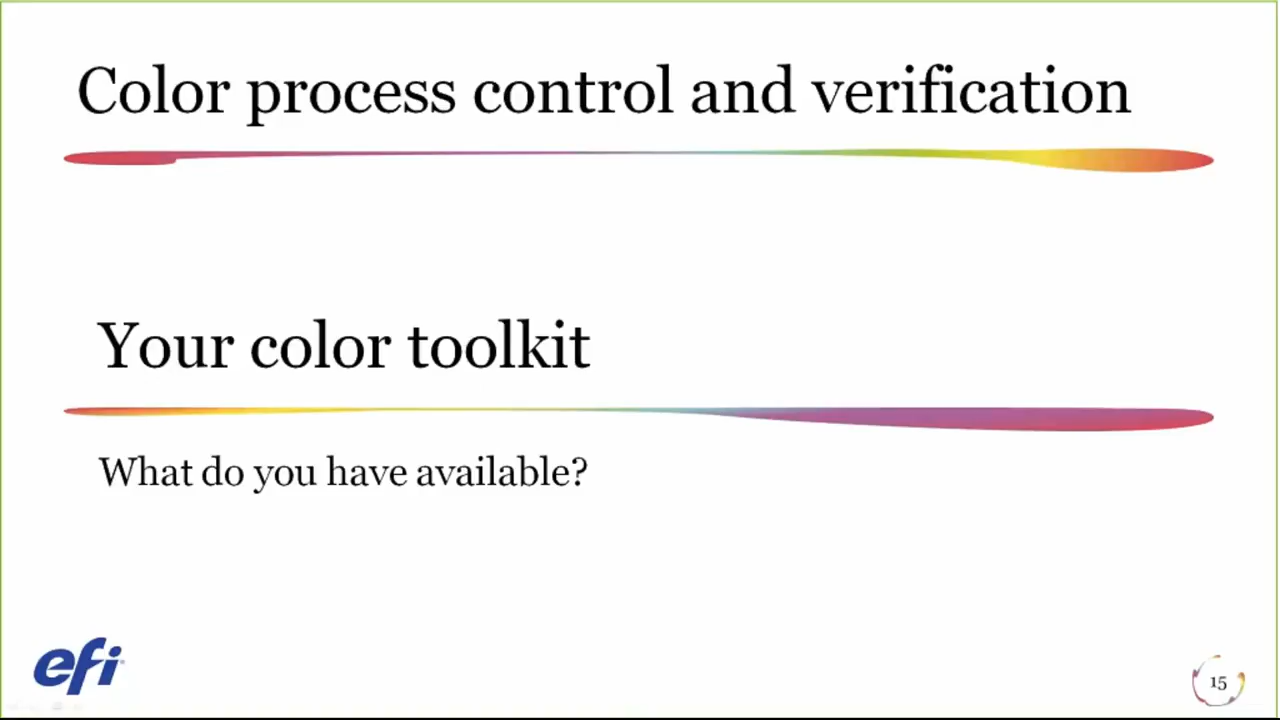 Color process control and verification
Your color toolkit
What do you have available?
efi
15